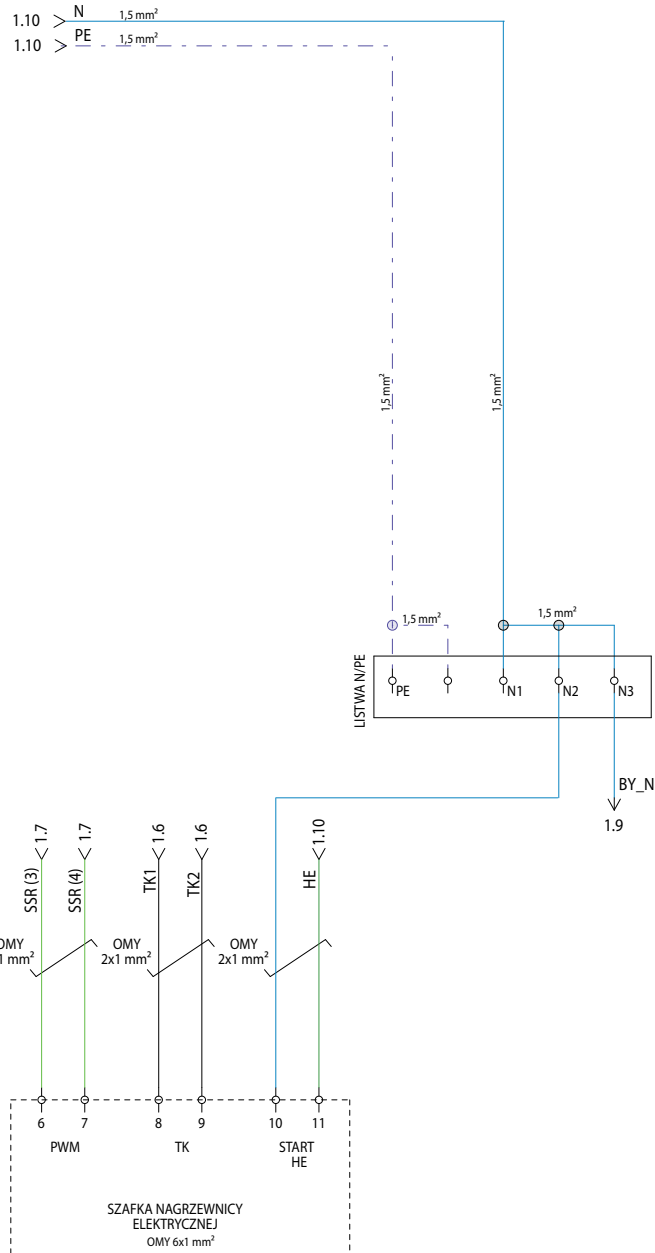 1.10 N 1,5 mm²
1.10 PE 1,5 mm²
1,5 mm²
1,5 mm²
1,5 mm²
1,5 mm²
LISTWA N/PE
PE
N1
N2
N3
BY_N
1.9
1.7
1.7
1.6
1.6
1.10
SSR (3)
SSR (4)
TK1
TK2
HE
OMY
1 mm²
OMY
2x1 mm²
OMY
2x1 mm²
6 7 8 9 10 11
PWM TK START
HE
SZAFKA NAGRZEWNICY
ELEKTRYCZNEJ
OMY 6x1 mm²